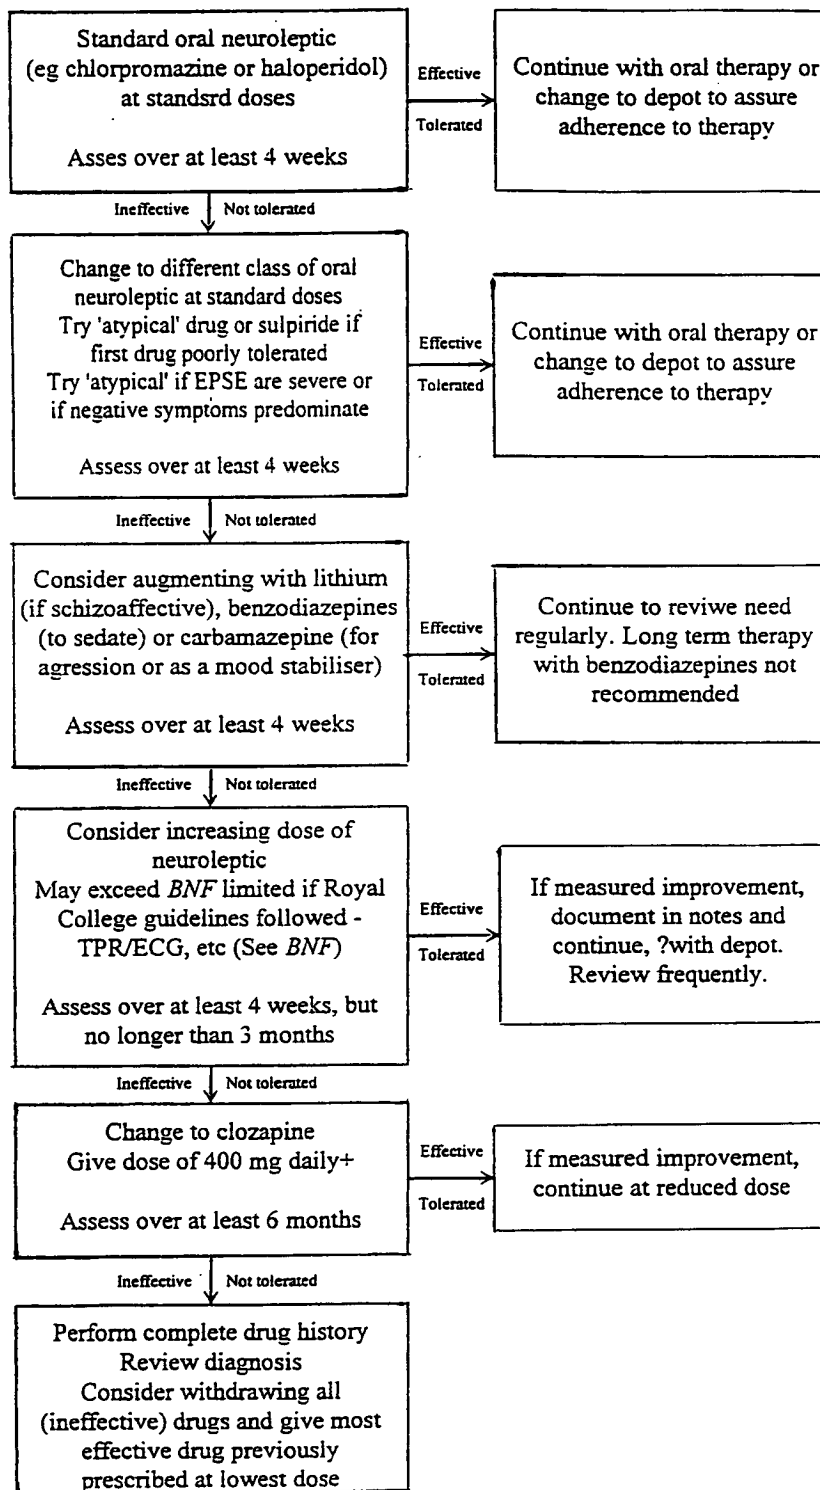 Standard oral neuroleptic
(eg chlorpromazine or haloperidol)
at standsrd doses
Asses over at least 4 weeks
Effective
Tolerated
Continue with oral therapy or
change to depot to assure
adherence to therapy
Ineffective Not tolerated
Change to different class of oral
neuroleptic at standard doses
Try 'atypical' drug or sulpiride if
first drug poorly tolerated
Try 'atypical' if EPSE are severe or
if negative symptoms predominate
Assess over at least 4 weeks
Effective
Tolerated
Continue with oral therapy or
change to depot to assure
adherence to therapy
Ineffective Not tolerated
Consider augmenting with lithium
(if schizoaffective), benzodiazepines
(to sedate) or carbamazepine (for
agression or as a mood stabiliser)
Assess over at least 4 weeks
Effective
Tolerated
Continue to reviwe need
regularly. Long term therapy
with benzodiazepines not
recommended
Ineffective Not tolerated
Consider increasing dose of
neuroleptic
May exceed BNF limited if Royal
College guidelines followed -
TPR/ECG, etc (See BNF)
Assess over at least 4 weeks, but
no longer than 3 months
Effective
Tolerated
If measured improvement,
document in notes and
continue, ?with depot.
Review frequently.
Ineffective Not tolerated
Change to clozapine
Give dose of 400 mg daily+
Assess over at least 6 months
Effective
Tolerated
If measured improvement,
continue at reduced dose
Ineffective Not tolerated
Perform complete drug history
Review diagnosis
Consider withdrawing all
(ineffective) drugs and give most
effective drug previously
prescribed at lowest dose